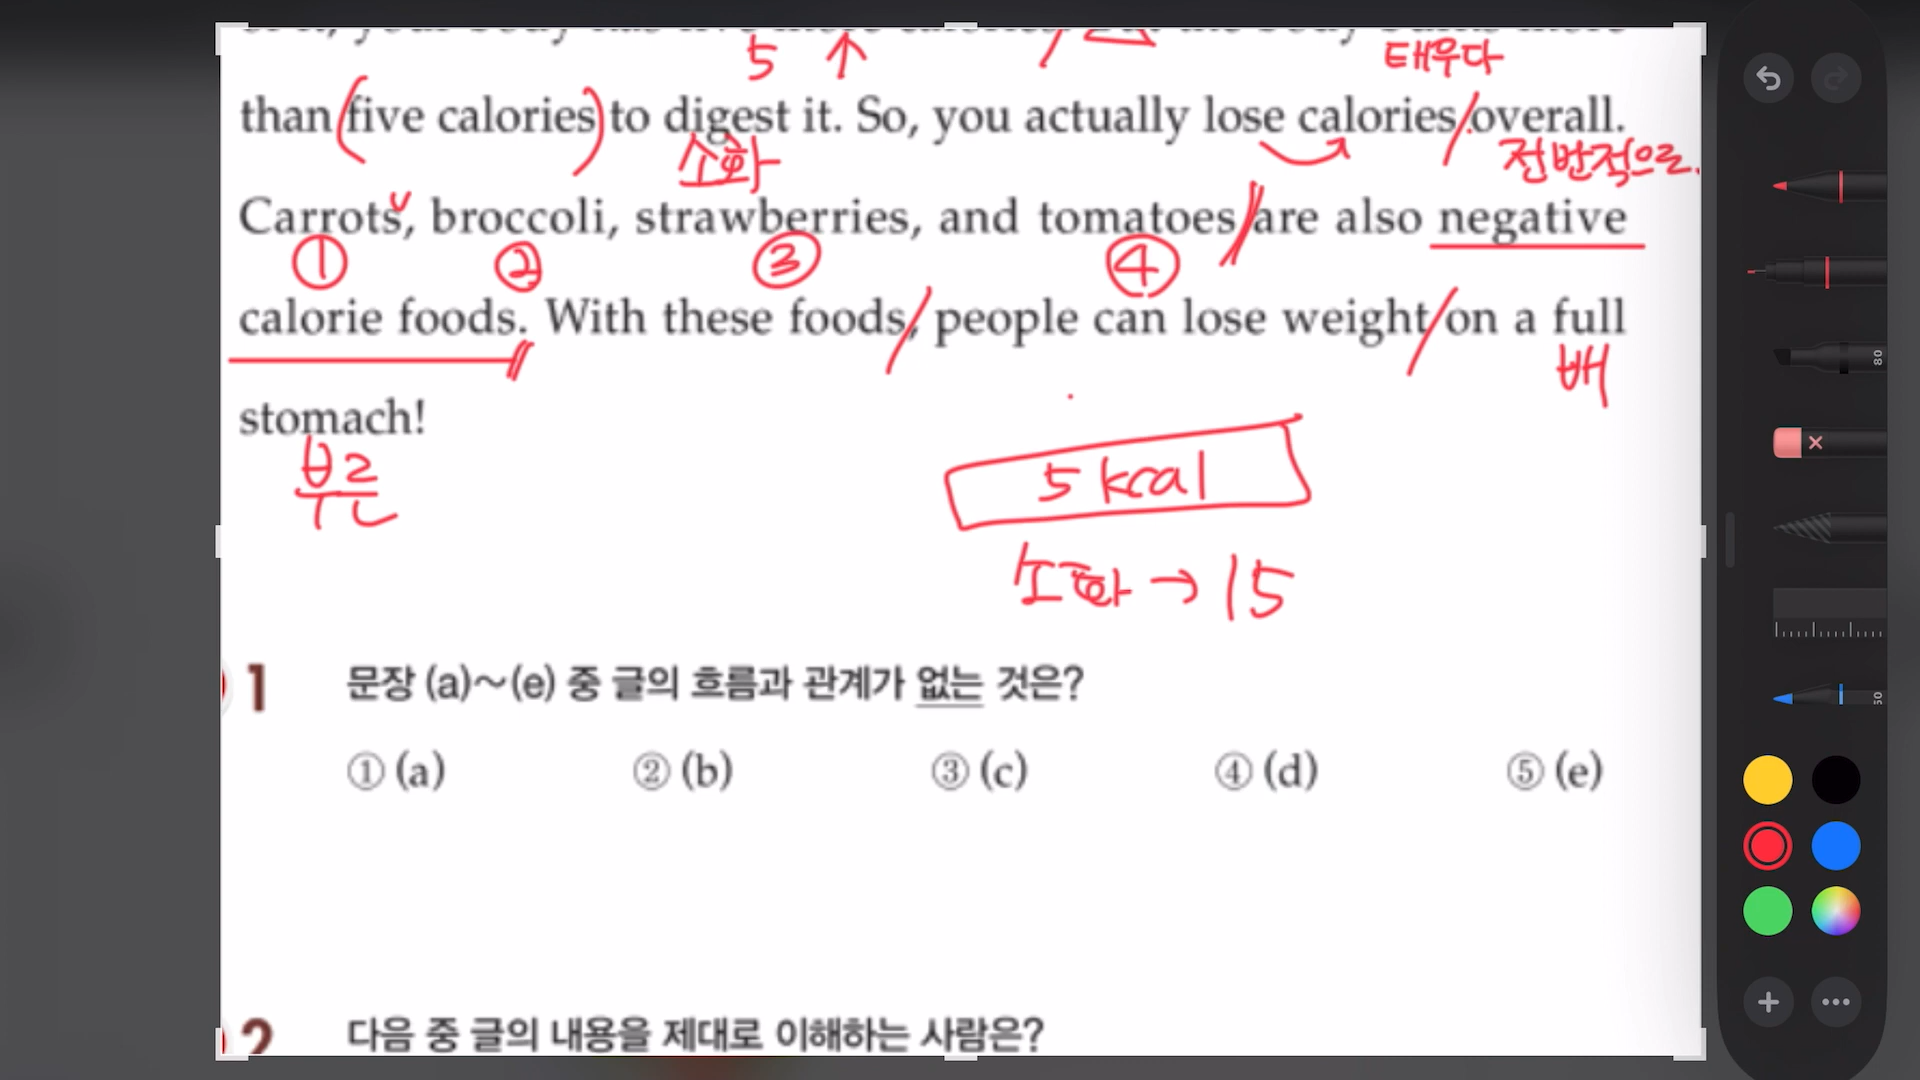 5 ↑ 태우다
than (five calories) to digest it. So, you actually lose calories / overall.
소화 전반적으로.
Carrots, broccoli, strawberries, and tomatoes // are also negative
① ② ③ ④
calorie foods. // With these foods, / people can lose weight / on a full
배
stomach!
부른
5 kcal
소화 → 15
1 문장 (a)~(e) 중 글의 흐름과 관계가 없는 것은?
① (a) ② (b) ③ (c) ④ (d) ⑤ (e)
2 다음 중 글의 내용을 제대로 이해하는 사람은?
80
50